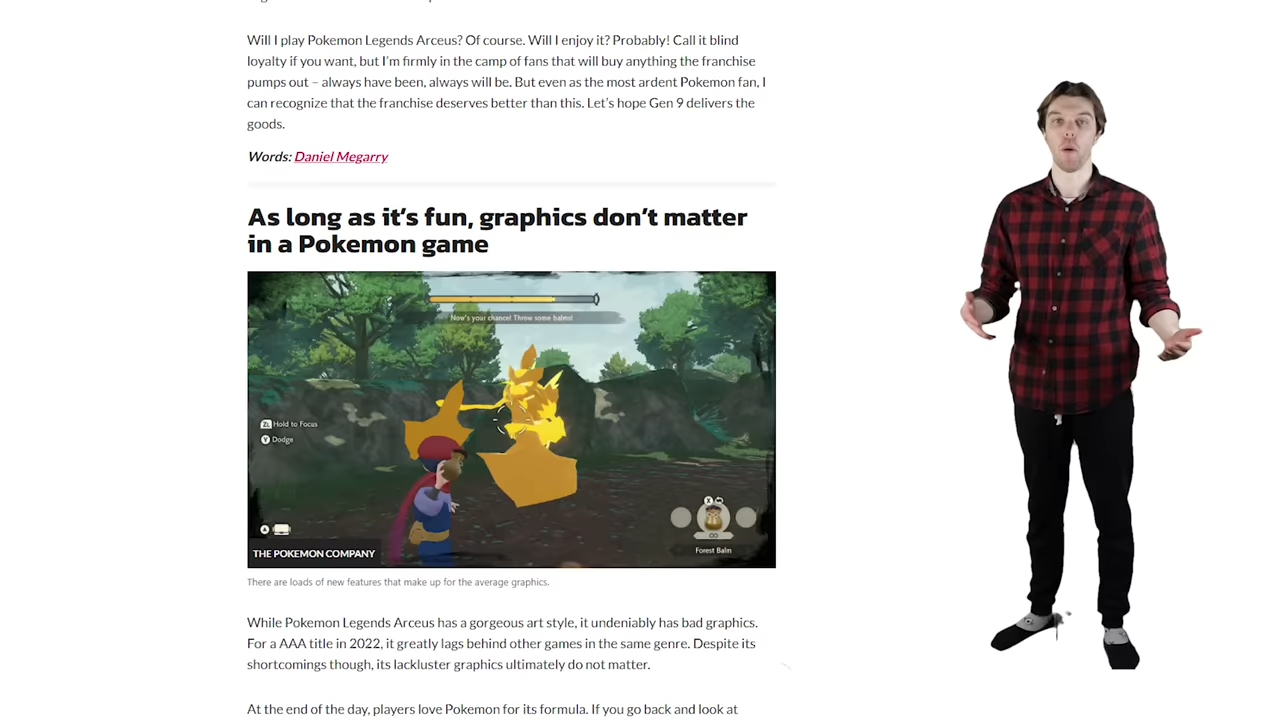 Will I play Pokemon Legends Arceus? Of course. Will I enjoy it? Probably! Call it blind
loyalty if you want, but I'm firmly in the camp of fans that will buy anything the franchise
pumps out – always have been, always will be. But even as the most ardent Pokemon fan, I
can recognize that the franchise deserves better than this. Let's hope Gen 9 delivers the
goods.
Words: Daniel Megarry
As long as it's fun, graphics don't matter
in a Pokemon game
Now's your chance! Throw some balms!
ZL Hold to Focus
Y Dodge
X
A
Forest Balm
THE POKEMON COMPANY
There are loads of new features that make up for the average graphics.
While Pokemon Legends Arceus has a gorgeous art style, it undeniably has bad graphics.
For a AAA title in 2022, it greatly lags behind other games in the same genre. Despite its
shortcomings though, its lackluster graphics ultimately do not matter.
At the end of the day, players love Pokemon for its formula. If you go back and look at